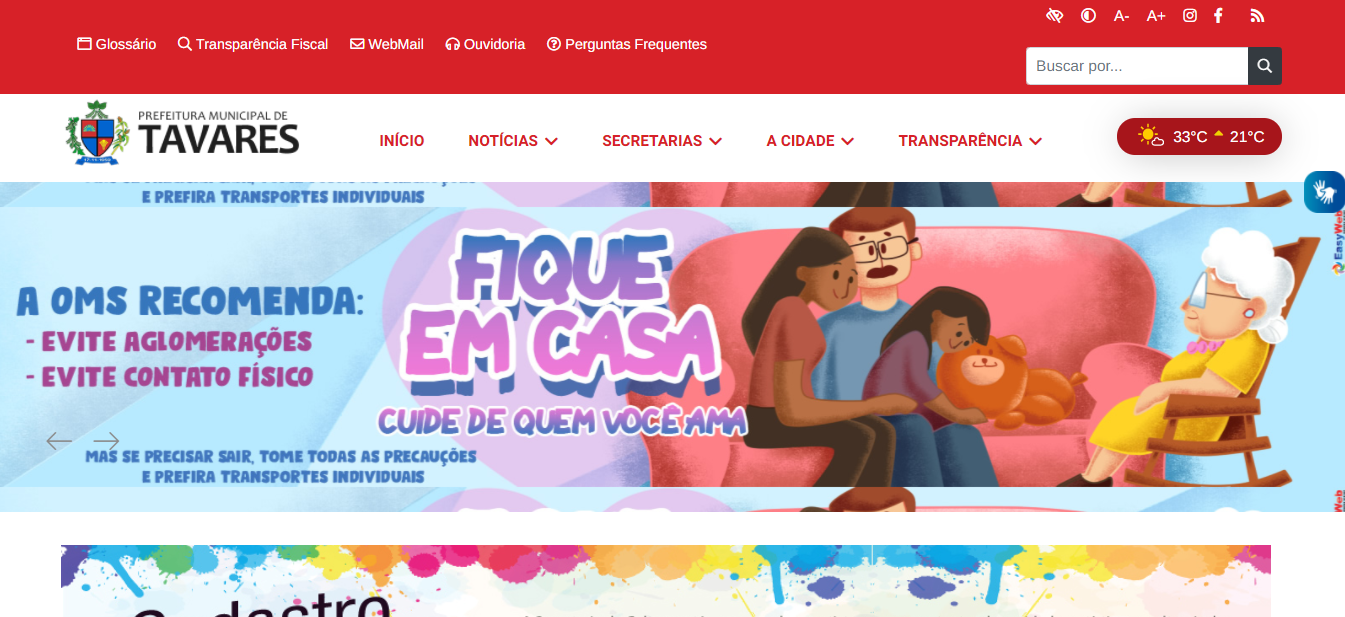 A- A+
Glossário Transparência Fiscal WebMail Ouvidoria Perguntas Frequentes
Buscar por...
PREFEITURA MUNICIPAL DE
TAVARES
INÍCIO NOTÍCIAS SECRETARIAS A CIDADE TRANSPARÊNCIA
33°C 21°C
E PREFIRA TRANSPORTES INDIVIDUAIS
FIQUE
EM CASA
CUIDE DE QUEM VOCÊ AMA
A OMS RECOMENDA:
- EVITE AGLOMERAÇÕES
- EVITE CONTATO FÍSICO
MAS SE PRECISAR SAIR, TOME TODAS AS PRECAUÇÕES
E PREFIRA TRANSPORTES INDIVIDUAIS
EasyWeb
Web
Cadastro